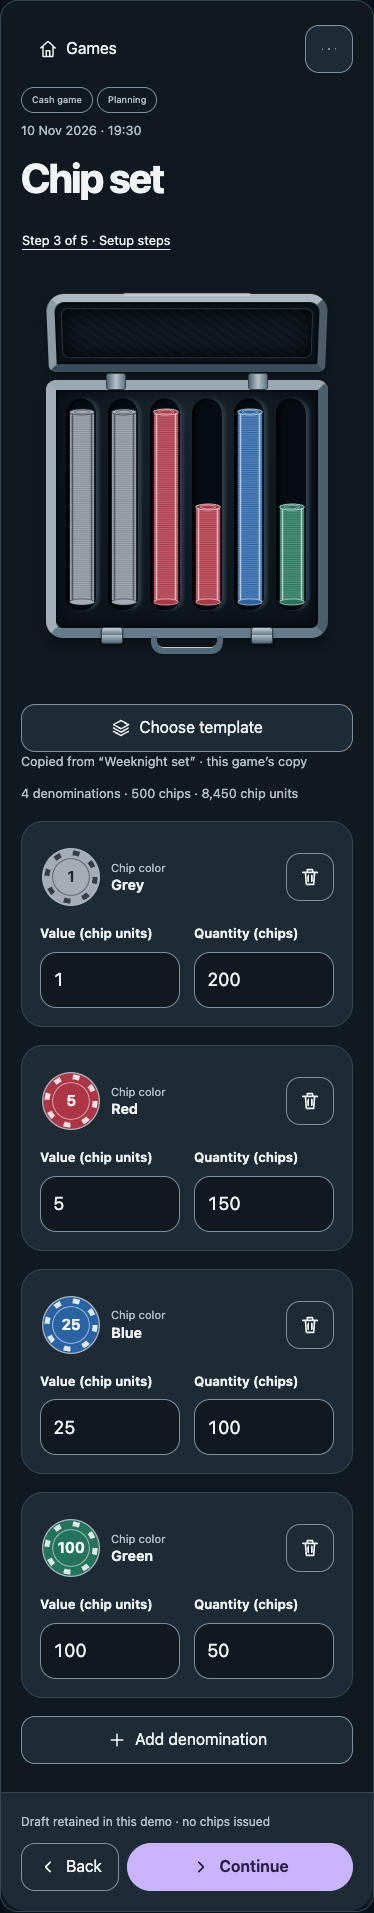 Games
Cash game Planning
10 Nov 2026 · 19:30
Chip set
Step 3 of 5 · Setup steps
Choose template
Copied from “Weeknight set” · this game’s copy
4 denominations · 500 chips · 8,450 chip units
1
Chip color
Grey
Value (chip units) Quantity (chips)
1 200
5
Chip color
Red
Value (chip units) Quantity (chips)
5 150
25
Chip color
Blue
Value (chip units) Quantity (chips)
25 100
100
Chip color
Green
Value (chip units) Quantity (chips)
100 50
Add denomination
Draft retained in this demo · no chips issued
Back Continue